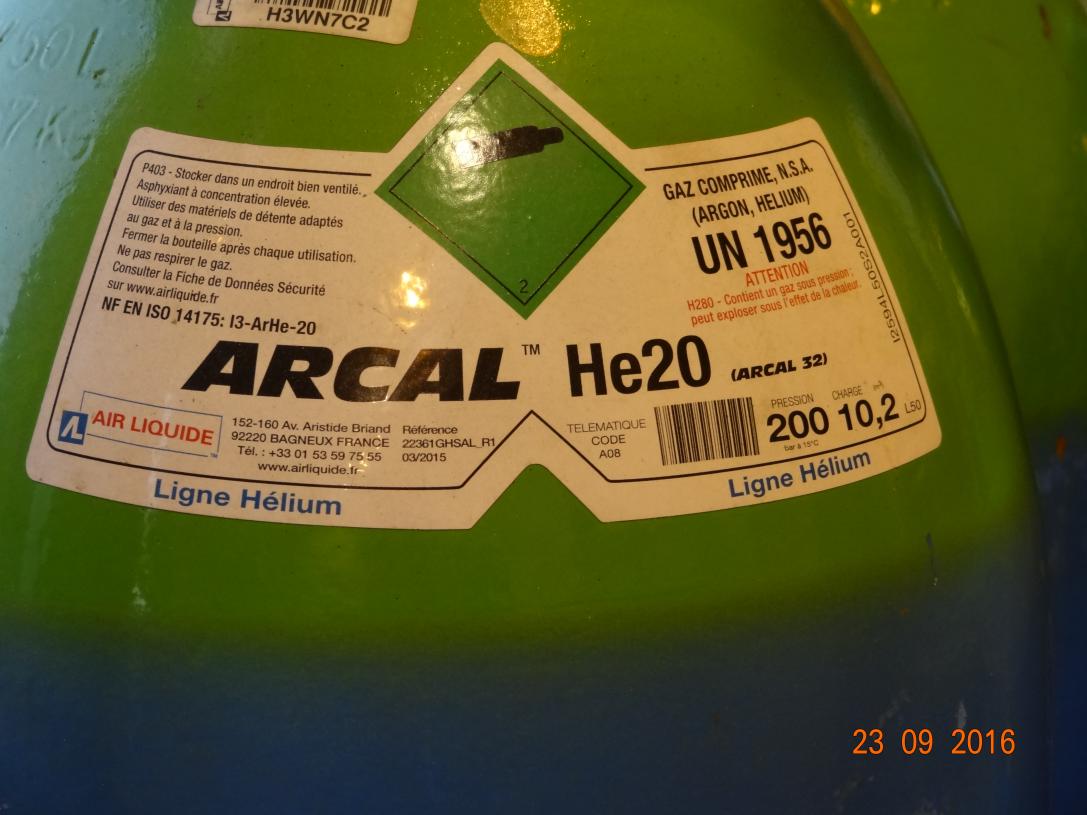 H3WN7C2
50 L
P403 - Stocker dans un endroit bien ventilé.
Asphyxiant à concentration élevée.
Utiliser des matériels de détente adaptés
au gaz et à la pression.
Fermer la bouteille après chaque utilisation.
Ne pas respirer le gaz.
Consulter la Fiche de Données Sécurité
sur www.airliquide.fr
NF EN ISO 14175: I3-ArHe-20
2
GAZ COMPRIME, N.S.A.
(ARGON, HELIUM)
UN 1956
ATTENTION
H280 - Contient un gaz sous pression;
peut exploser sous l'effet de la chaleur.
ARCAL™ He20 (ARCAL 32)
AIR LIQUIDE™
152-160 Av. Aristide Briand
92220 BAGNEUX FRANCE
Tél. : +33 01 53 59 75 55
www.airliquide.fr
Référence
22361GHSAL_R1
03/2015
TELEMATIQUE
CODE
A08
PRESSION
200
bar à 15°C
CHARGE m³
10,2 L50
Ligne Hélium
Ligne Hélium
23 09 2016